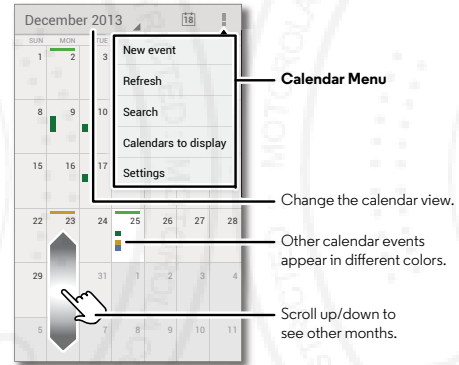 December 2013 18
SUN MON TUE
1 2 3
New event
Refresh
Calendar Menu
8 9 10
Search
Calendars to display
15 16 17
Settings
Change the calendar view.
22 23 24 25 26 27 28
Other calendar events
appear in different colors.
29 31 1 2 3 4
Scroll up/down to
see other months.
5 7 8 9 10 11